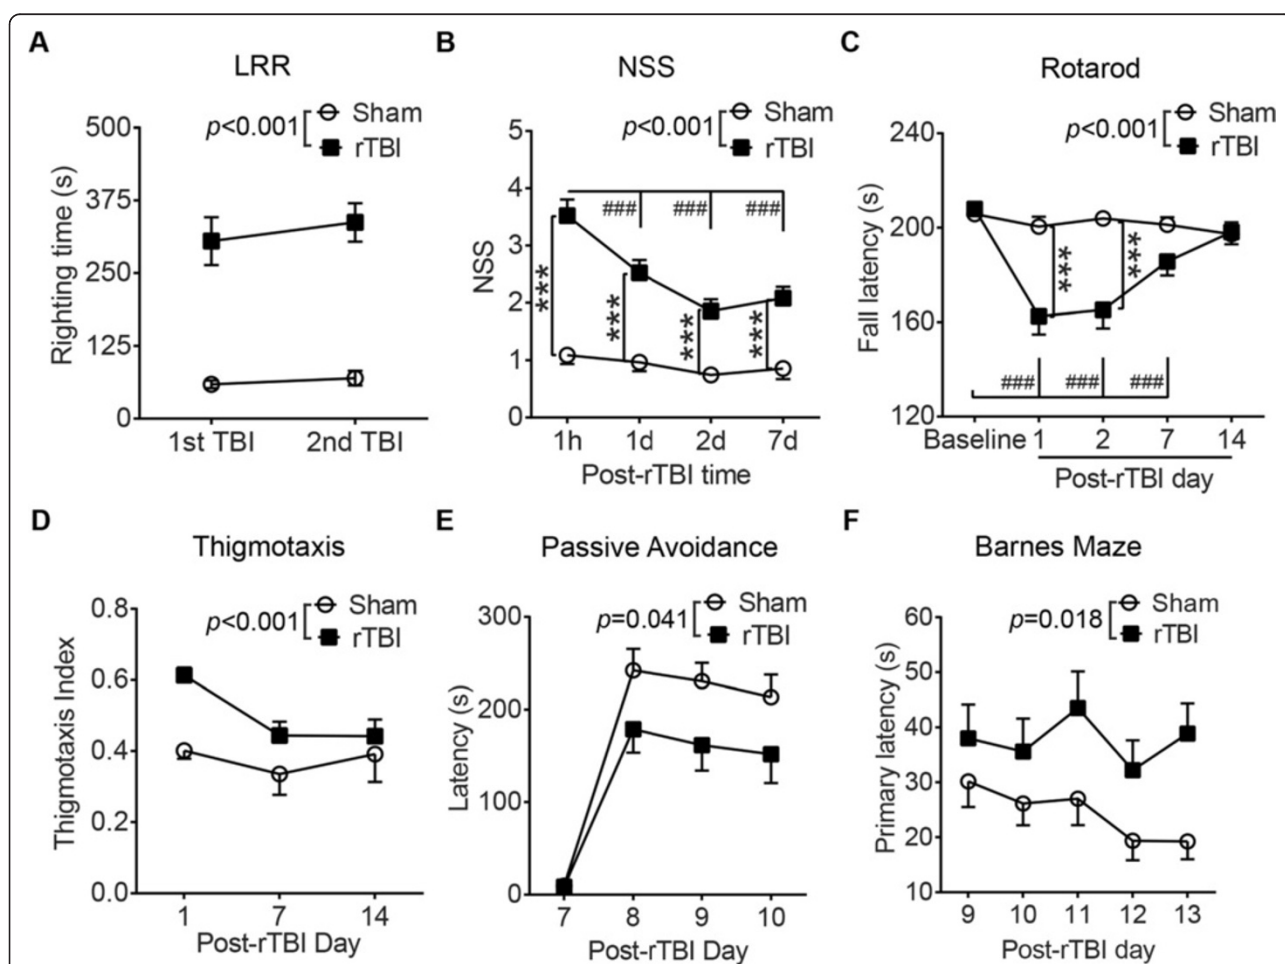 A
LRR
p<0.001
Sham
rTBI
500
375
250
125
0
Righting time (s)
1st TBI
2nd TBI
B
NSS
p<0.001
Sham
rTBI
5
4
3
2
1
0
NSS
###
###
###
***
***
***
***
1h
1d
2d
7d
Post-rTBI time
C
Rotarod
p<0.001
Sham
rTBI
240
200
160
120
Fall latency (s)
***
***
###
###
###
Baseline
1
2
7
14
Post-rTBI day
D
Thigmotaxis
p<0.001
Sham
rTBI
0.8
0.6
0.4
0.2
0.0
Thigmotaxis Index
1
7
14
Post-rTBI Day
E
Passive Avoidance
p=0.041
Sham
rTBI
300
200
100
0
Latency (s)
7
8
9
10
Post-rTBI Day
F
Barnes Maze
p=0.018
Sham
rTBI
60
50
40
30
20
10
Primary latency (s)
9
10
11
12
13
Post-rTBI day